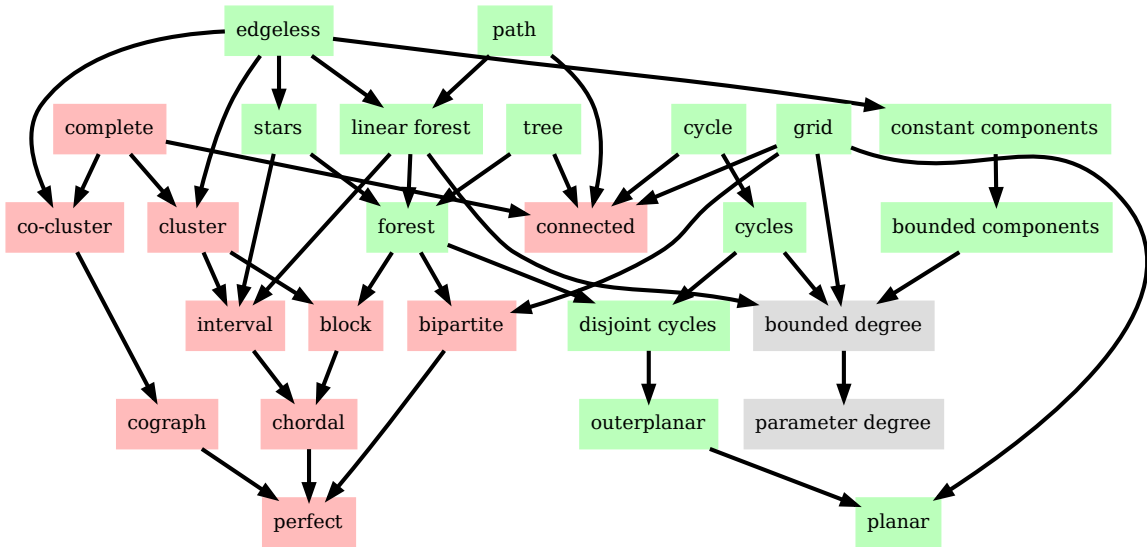 edgeless
path
complete
stars
linear forest
tree
cycle
grid
constant components
co-cluster
cluster
forest
connected
cycles
bounded components
interval
block
bipartite
disjoint cycles
bounded degree
cograph
chordal
outerplanar
parameter degree
perfect
planar